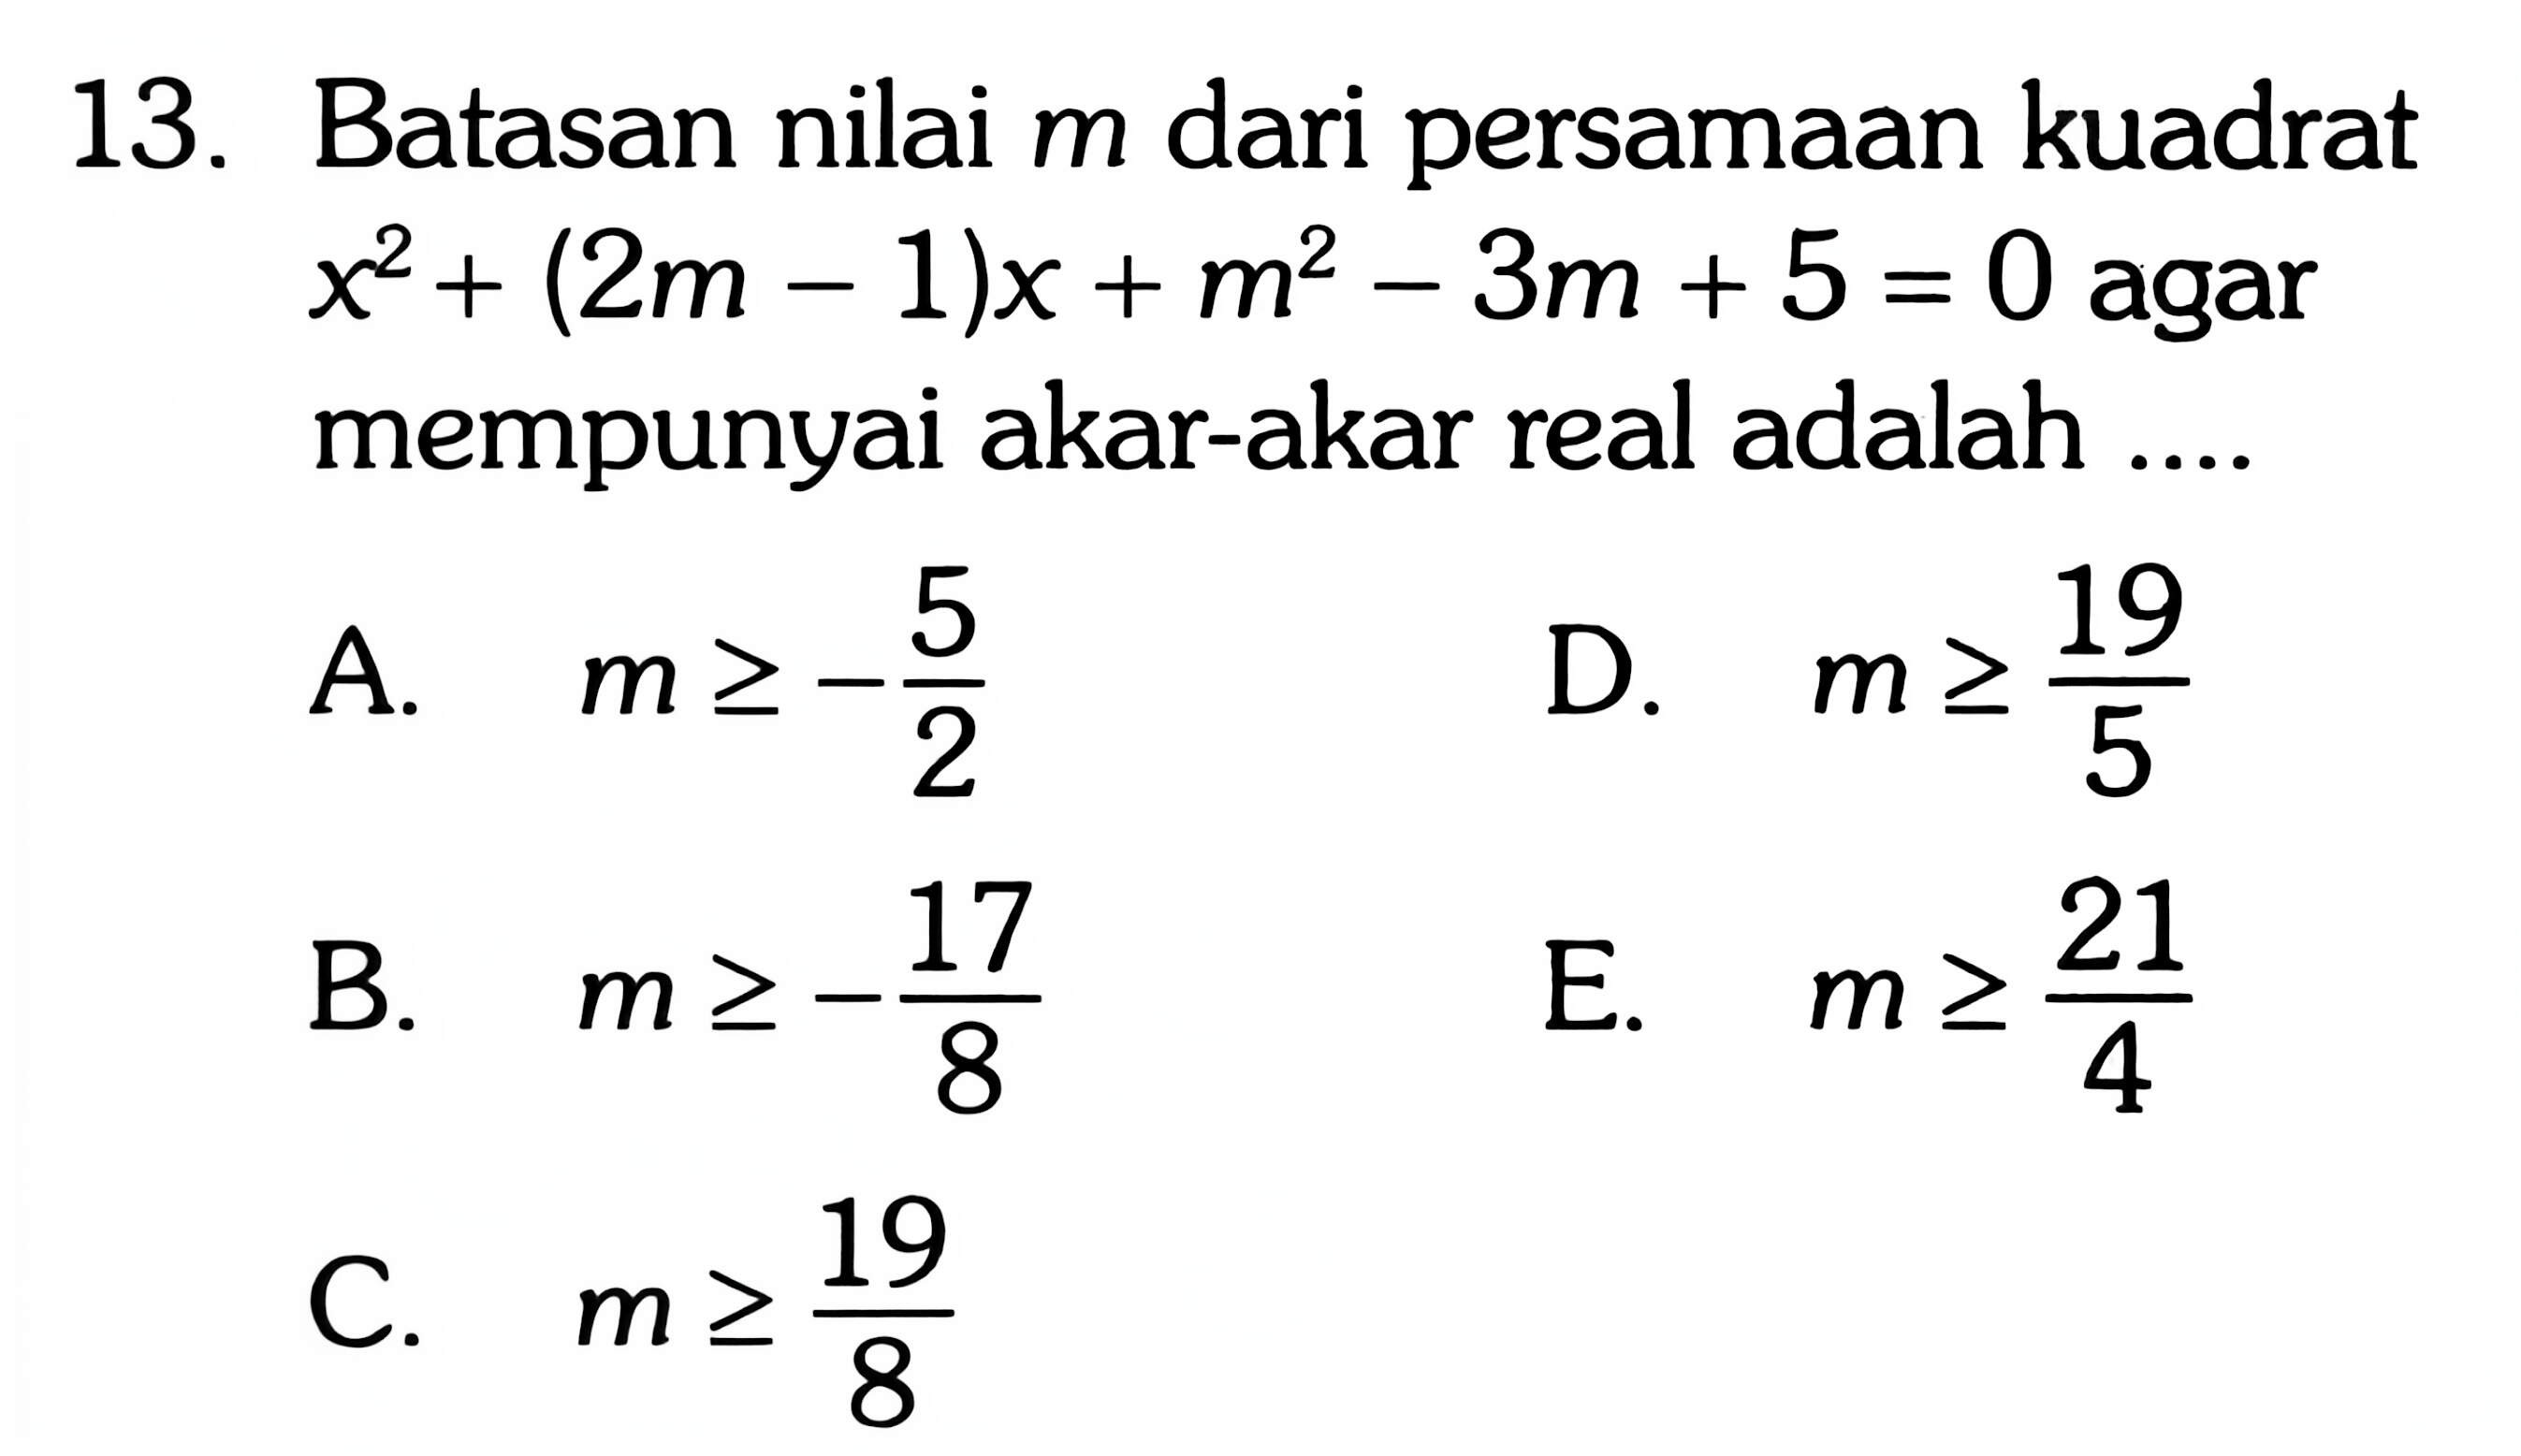 13. Batasan nilai m dari persamaan kuadrat
x² + (2m − 1)x + m² − 3m + 5 = 0 agar
mempunyai akar-akar real adalah ....
A. m ≥ −5/2
D. m ≥ 19/5
B. m ≥ −17/8
E. m ≥ 21/4
C. m ≥ 19/8